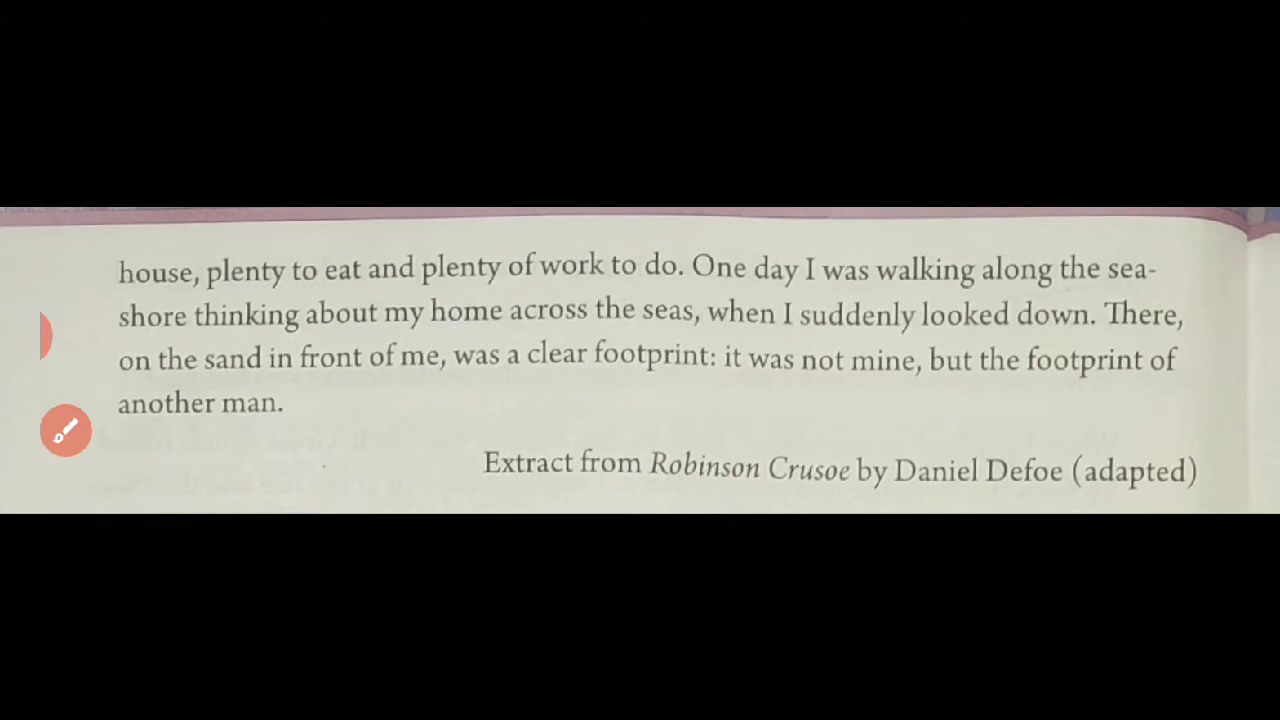 house, plenty to eat and plenty of work to do. One day I was walking along the sea-
shore thinking about my home across the seas, when I suddenly looked down. There,
on the sand in front of me, was a clear footprint: it was not mine, but the footprint of
another man.
Extract from Robinson Crusoe by Daniel Defoe (adapted)